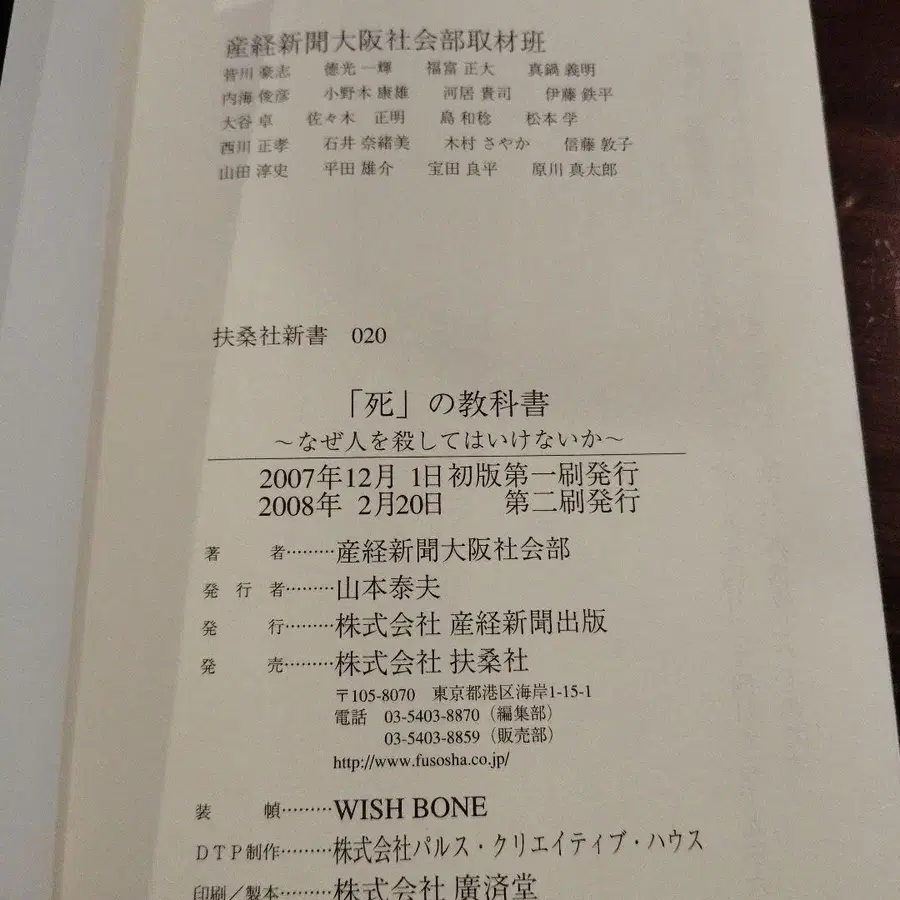 産経新聞大阪社会部取材班
皆川 豪志　徳光 一輝　福富 正大　真鍋 義明
内海 俊彦　小野木 康雄　河居 貴司　伊藤 鉄平
大谷 卓　佐々木 正明　島 和稔　松本 学
西川 正孝　石井 奈緒美　木村 さやか　信藤 敦子
山田 淳史　平田 雄介　宝田 良平　原川 真太郎
扶桑社新書　020
「死」の教科書
～なぜ人を殺してはいけないか～
2007年12月 1日初版第一刷発行
2008年 2月20日　第二刷発行
著　者………産経新聞大阪社会部
発 行 者………山本泰夫
発　行………株式会社 産経新聞出版
発　売………株式会社 扶桑社
〒105-8070　東京都港区海岸1-15-1
電話　03-5403-8870（編集部）
03-5403-8859（販売部）
http://www.fusosha.co.jp/
装　幀………WISH BONE
DTP制作………株式会社パルス・クリエイティブ・ハウス
印刷／製本………株式会社 廣済堂